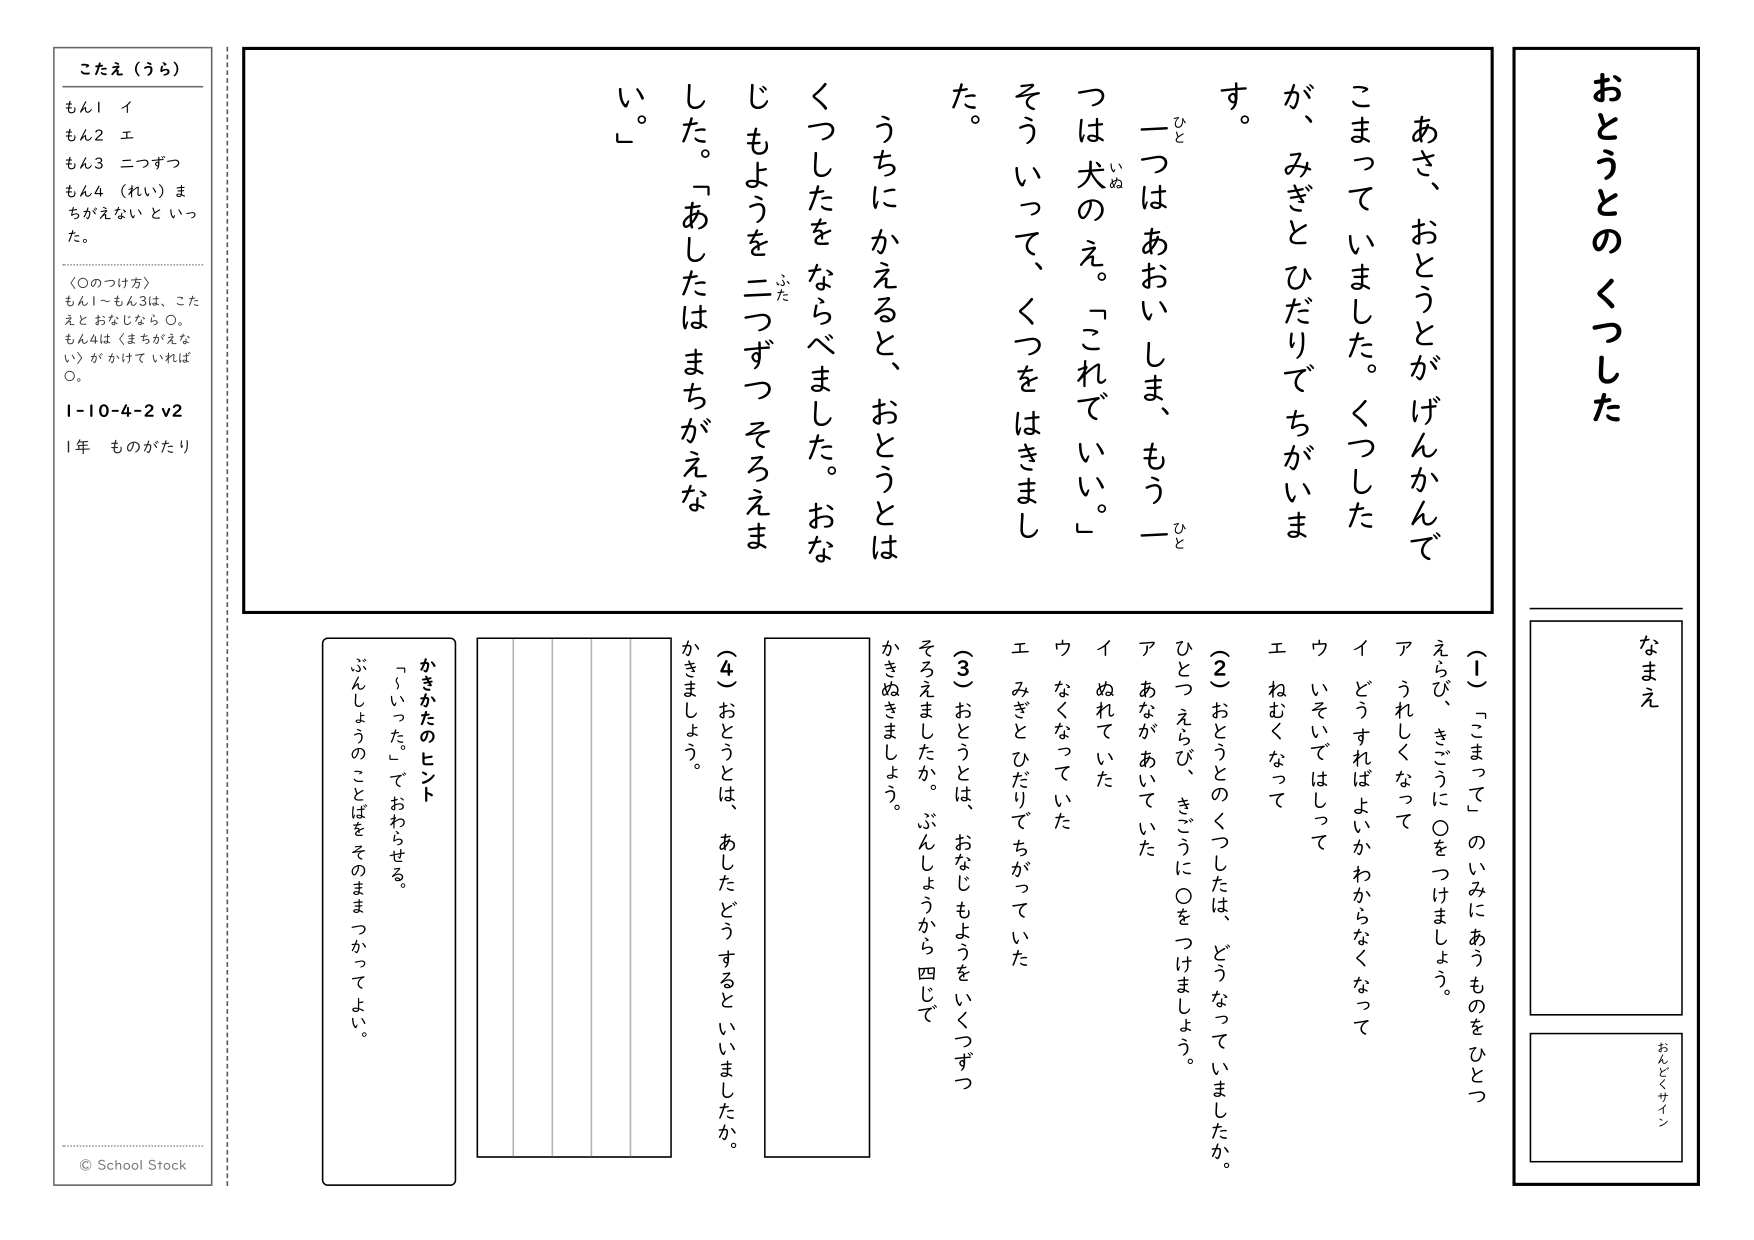 おとうとの くつした
なまえ
おんどくサイン
あさ、おとうとが げんかんで
こまって いました。くつした
が、みぎと ひだりで ちがいま
す。
一つは あおい しま、もう 一
ひと
ひと
つは 犬の え。「これで いい。」
いぬ
そう いって、くつを はきまし
た。
うちに かえると、おとうとは
くつしたを ならべました。おな
じ もようを 二つずつ そろえま
ふた
した。「あしたは まちがえな
い。」
(1)「こまって」の いみに あう ものを ひとつ
えらび、きごうに ○を つけましょう。
ア うれしく なって
イ どう すれば よいか わからなく なって
ウ いそいで はしって
エ ねむく なって
(2)おとうとの くつしたは、どう なって いましたか。
ひとつ えらび、きごうに ○を つけましょう。
ア あなが あいて いた
イ ぬれて いた
ウ なくなって いた
エ みぎと ひだりで ちがって いた
(3)おとうとは、おなじ もようを いくつずつ
そろえましたか。ぶんしょうから 四じで
かきぬきましょう。
(4)おとうとは、あした どう すると いいましたか。
かきましょう。
かきかたの ヒント
「〜いった。」で おわらせる。
ぶんしょうの ことばを そのまま つかって よい。
こたえ(うら)
もん1 イ
もん2 エ
もん3 二つずつ
もん4 (れい)ま
ちがえない と いっ
た。
〈○のつけ方〉
もん1〜もん3は、こた
えと おなじなら ○。
もん4は〈まちがえな
い〉が かけて いれば
○。
1-10-4-2 v2
1年 ものがたり
© School Stock